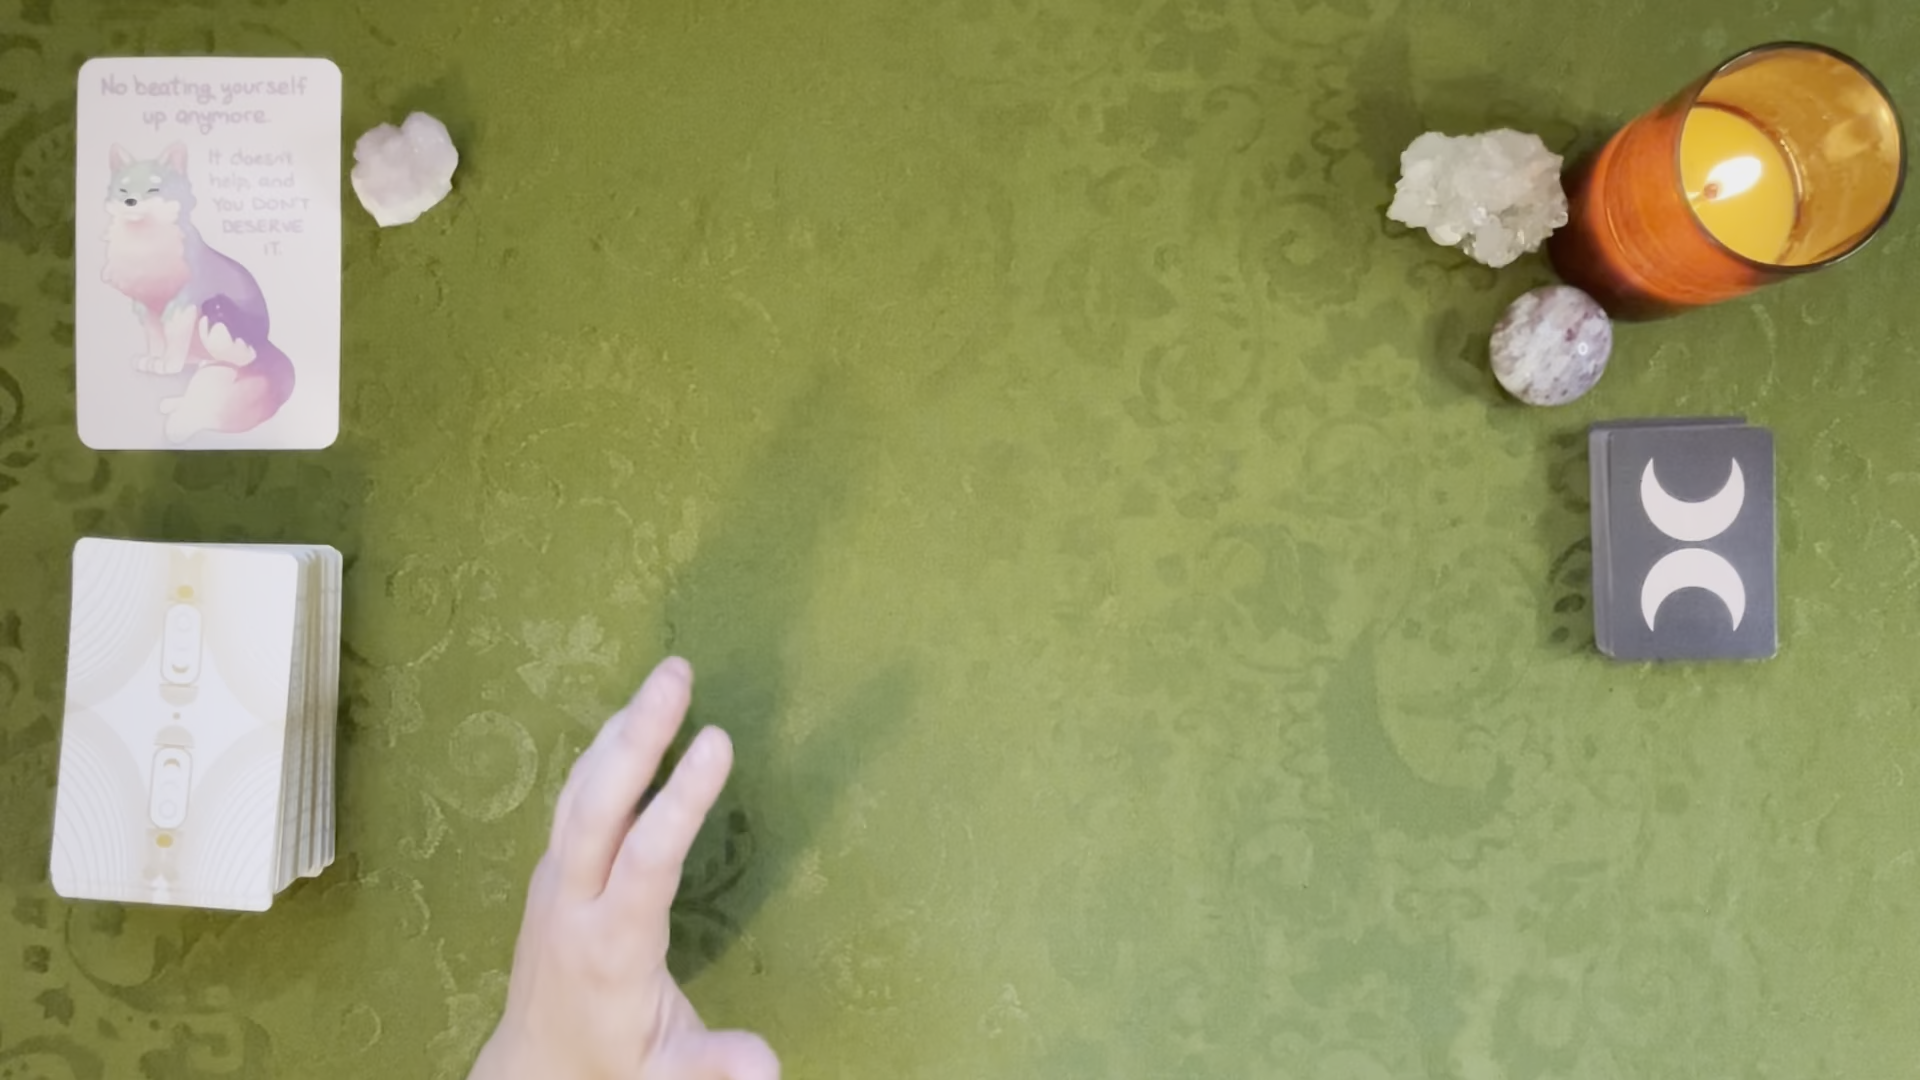 No beating yourself
up anymore.
It doesn't
help, and
YOU DON'T
DESERVE
IT.